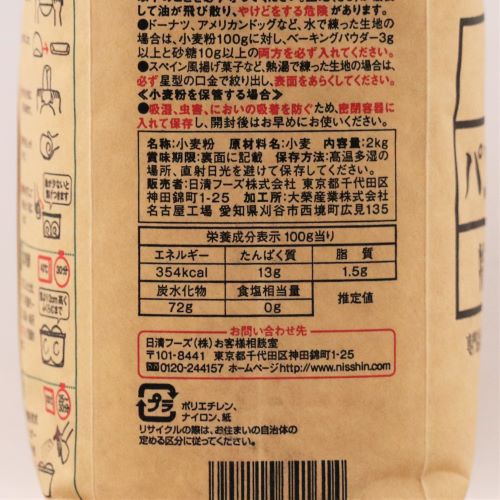 して油が飛び散り、やけどをする危険があります。
●ドーナツ、アメリカンドッグなど、水で練った生地の
場合は、小麦粉100gに対し、ベーキングパウダー3g
以上と砂糖10g以上の両方を必ず入れてください。
●スペイン風揚げ菓子など、熱湯で練った生地の場合は、
必ず星型の口金で絞り出し、表面をあらくしてください。
《小麦粉を保管する場合》
●吸湿、虫害、においの吸着を防ぐため、密閉容器に
入れて保存し、開封後はお早めにお使いください。
名称:小麦粉 原材料名:小麦 内容量:2kg
賞味期限:裏面に記載 保存方法:高温多湿の
場所、直射日光を避けて保存してください。
販売者:日清フーズ株式会社 東京都千代田区
神田錦町1-25 加工所:大榮産業株式会社
名古屋工場 愛知県刈谷市西境町広見135
栄養成分表示 100g当り
エネルギー たんぱく質 脂 質
354kcal 13g 1.5g
炭水化物 食塩相当量 推定値
72g 0g
お問い合わせ先
日清フーズ(株)お客様相談室
〒101-8441 東京都千代田区神田錦町1-25
0120-244157 ホームページhttp://www.nisshin.com
プラ
ポリエチレン、
ナイロン、紙
リサイクルの際は、お住まいの自治体の
定める区分に従ってください。
30分
パ